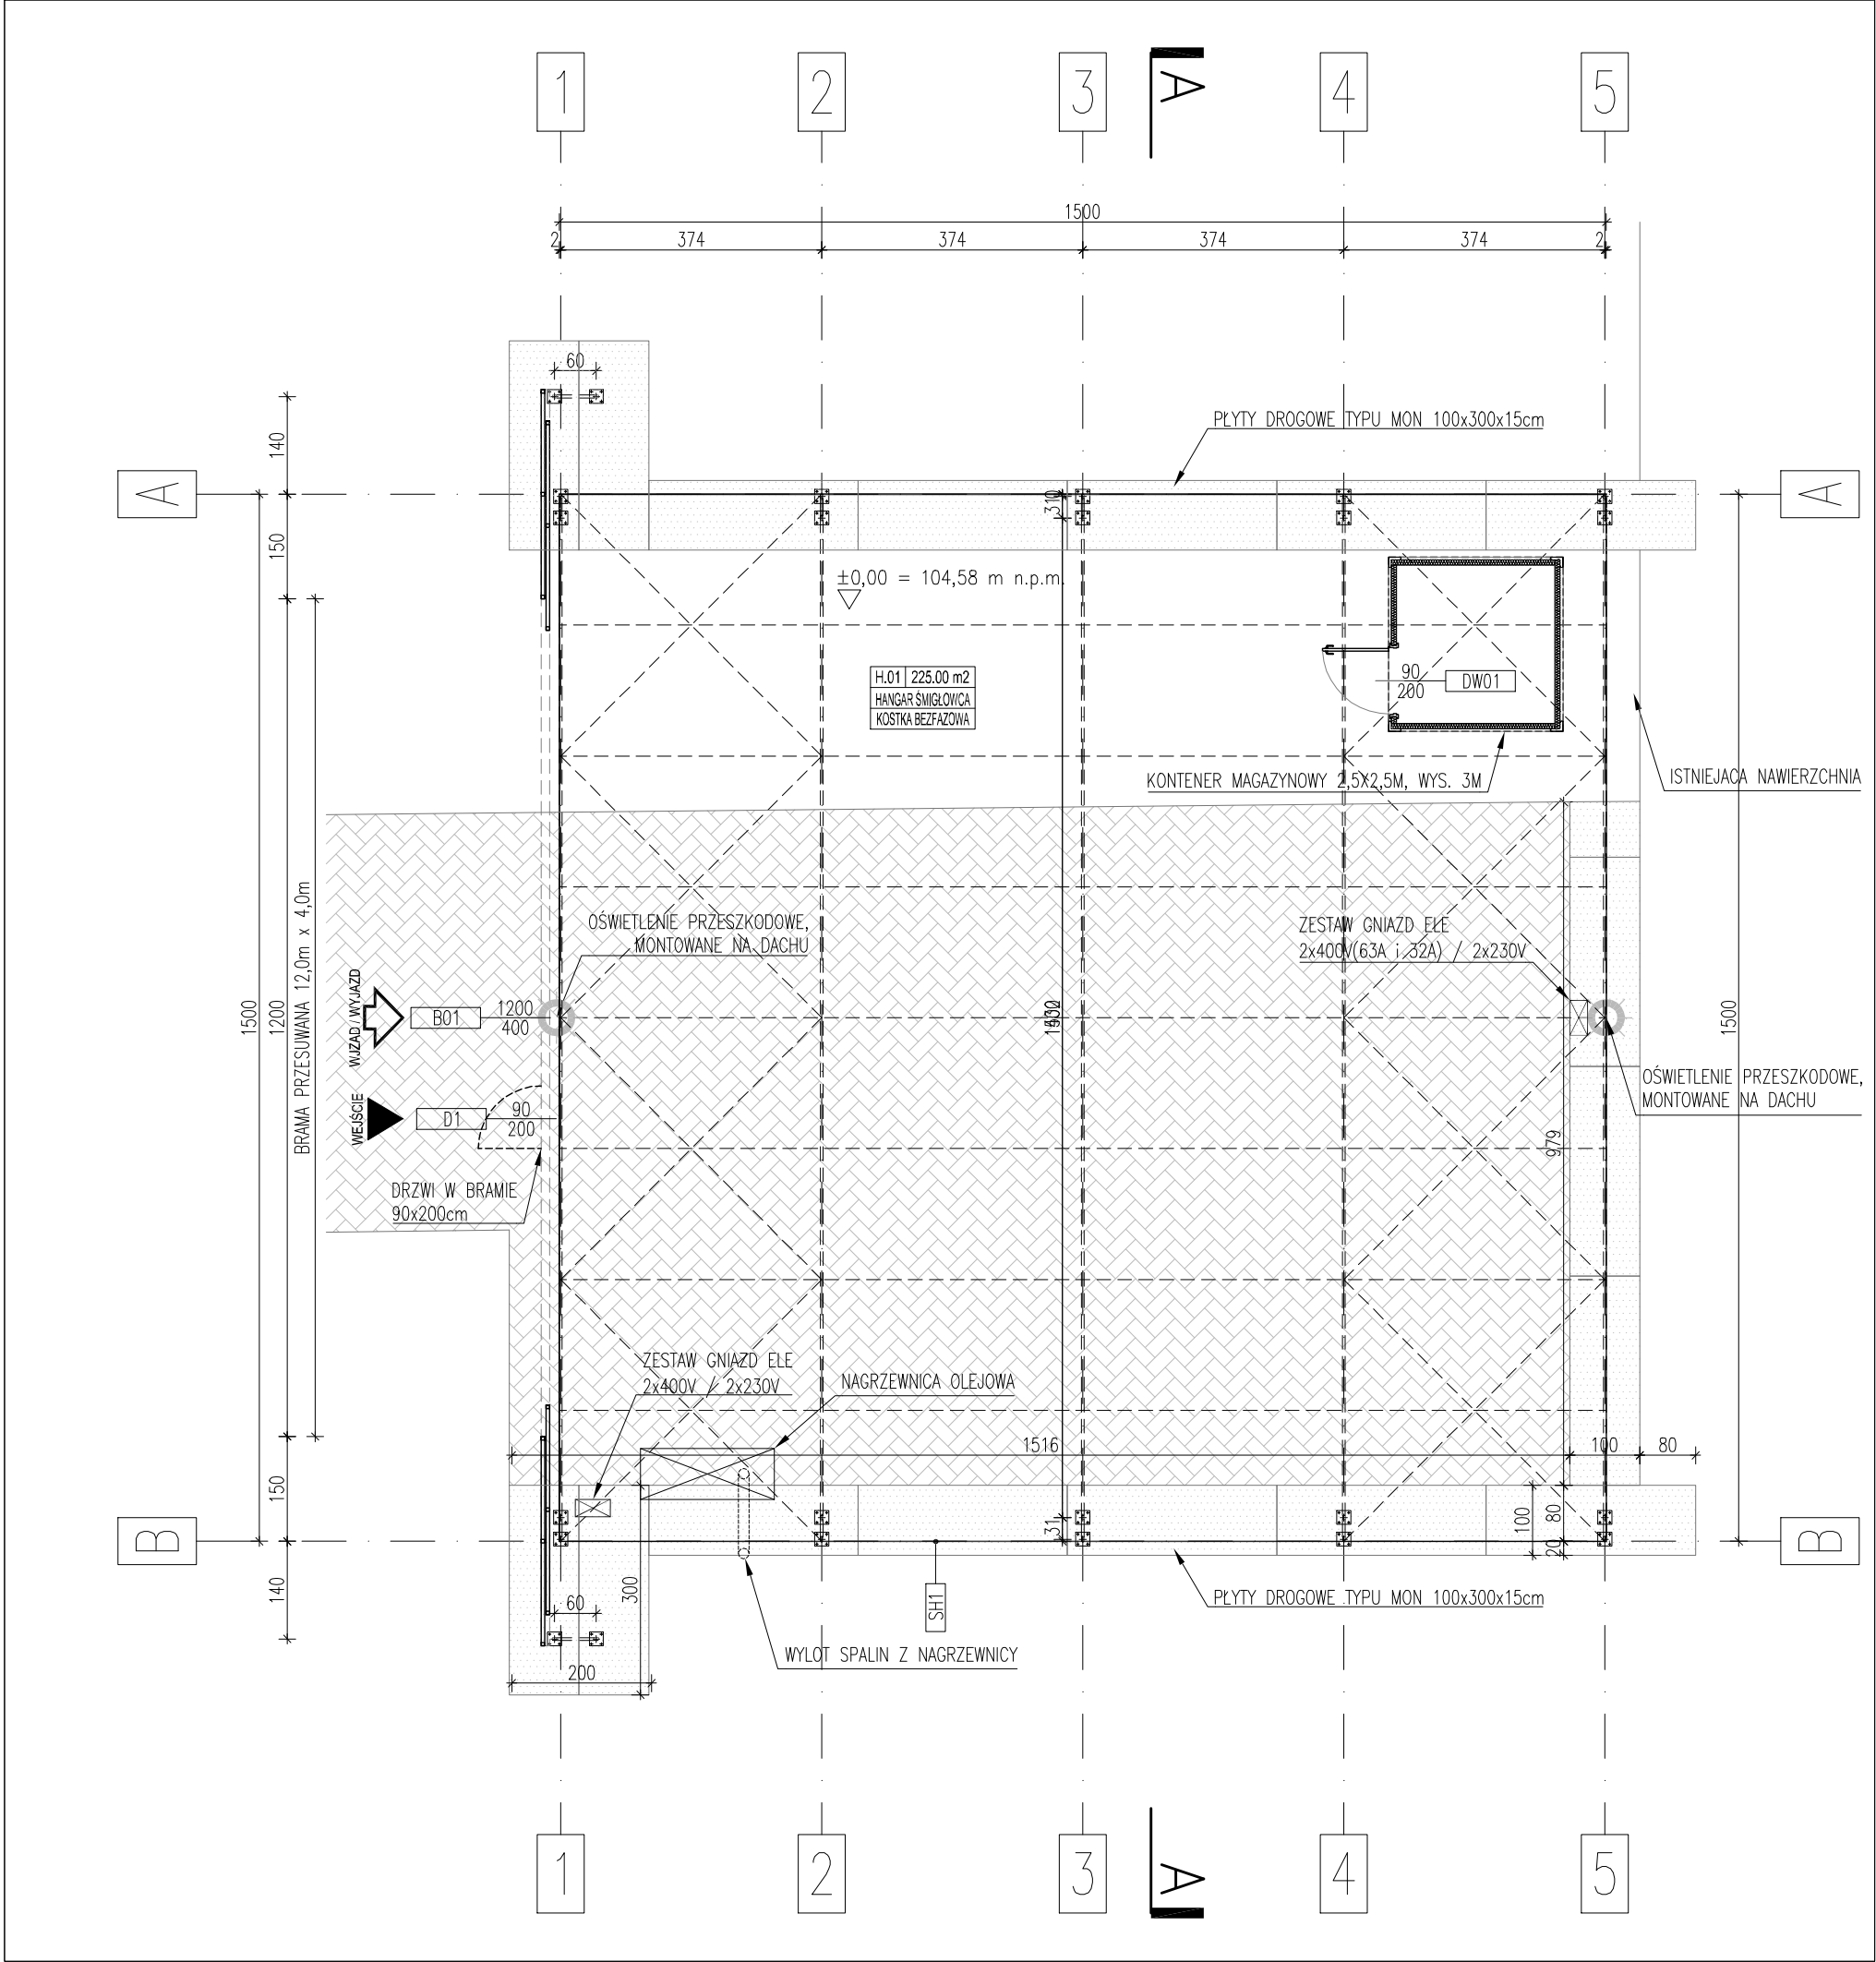 1
2
3
A
4
5
1500
2
374
374
374
374
2
60
140
PŁYTY DROGOWE TYPU MON 100x300x15cm
A
A
310
150
±0,00 = 104,58 m n.p.m.
H.01 225.00 m2
HANGAR ŚMIGŁOWCA
KOSTKA BEZFAZOWA
90
200
DW01
KONTENER MAGAZYNOWY 2,5X2,5M, WYS. 3M
ISTNIEJACA NAWIERZCHNIA
OŚWIETLENIE PRZESZKODOWE,
MONTOWANE NA DACHU
ZESTAW GNIAZD ELE
2x400V(63A i 32A) / 2x230V
1500
1200
BRAMA PRZESUWANA 12,0m x 4,0m
WJZAD / WYJAZD
B01
1200
400
1500
OŚWIETLENIE PRZESZKODOWE,
MONTOWANE NA DACHU
WEJŚCIE
D1
90
200
979
DRZWI W BRAMIE
90x200cm
ZESTAW GNIAZD ELE
2x400V / 2x230V
NAGRZEWNICA OLEJOWA
1516
100
80
150
31
100
80
20
B
B
140
60
300
SH1
PŁYTY DROGOWE TYPU MON 100x300x15cm
WYLOT SPALIN Z NAGRZEWNICY
200
1
2
3
A
4
5